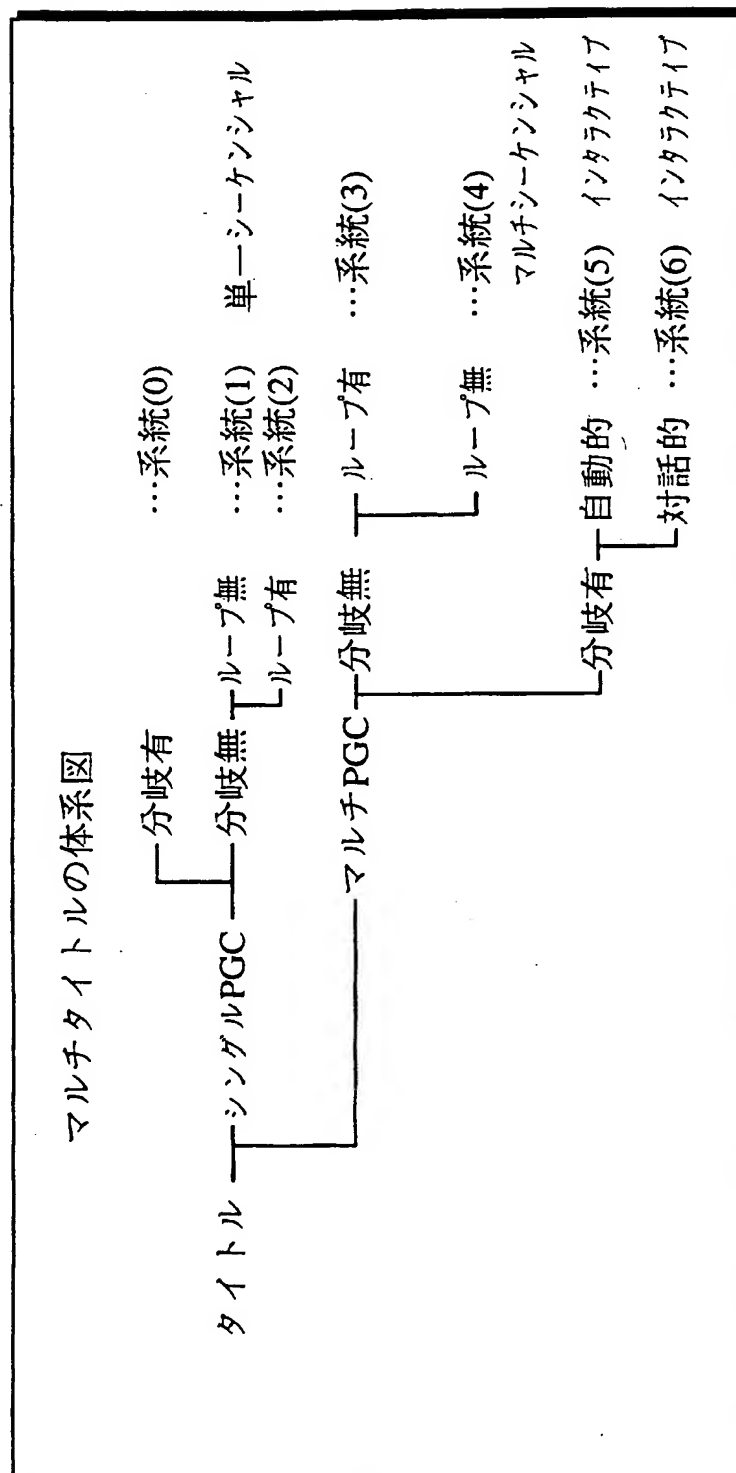 マルチタイトルの体系図
分岐有 …系統(0)
タイトル シングルPGC 分岐無 ループ無 …系統(1) 単一シーケンシャル
ループ有 …系統(2)
マルチPGC 分岐無 ループ有 …系統(3)
ループ無 …系統(4)
マルチシーケンシャル
分岐有 自動的 …系統(5) インタラクティブ
対話的 …系統(6) インタラクティブ